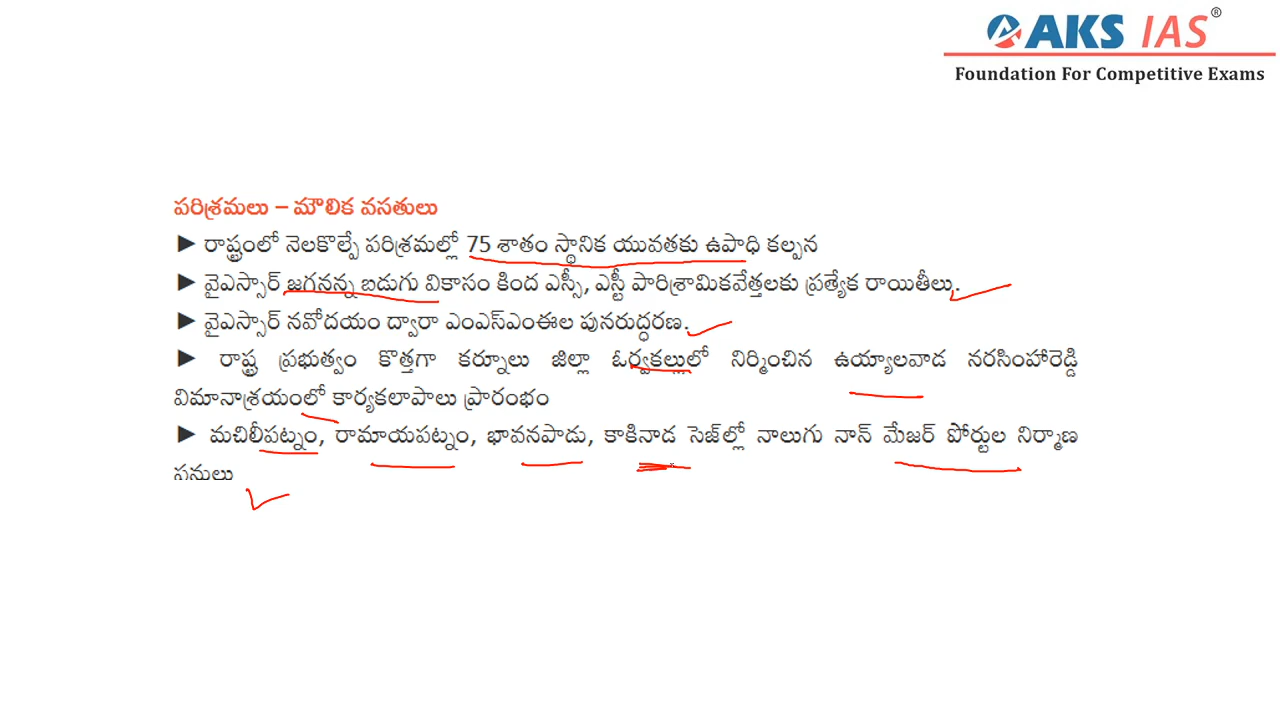 AKS IAS®
Foundation For Competitive Exams
పరిశ్రమలు – మౌలిక వసతులు
► రాష్ట్రంలో నెలకొల్పే పరిశ్రమల్లో 75 శాతం స్థానిక యువతకు ఉపాధి కల్పన
► వైఎస్సార్ జగనన్న బడుగు వికాసం కింద ఎస్సీ, ఎస్టీ పారిశ్రామికవేత్తలకు ప్రత్యేక రాయితీలు.
► వైఎస్సార్ నవోదయం ద్వారా ఎంఎస్ఎంఈల పునరుద్ధరణ.
► రాష్ట్ర ప్రభుత్వం కొత్తగా కర్నూలు జిల్లా ఓర్వకల్లులో నిర్మించిన ఉయ్యాలవాడ నరసింహారెడ్డి
విమానాశ్రయంలో కార్యకలాపాలు ప్రారంభం
► మచిలీపట్నం, రామాయపట్నం, భావనపాడు, కాకినాడ సెజ్‌ల్లో నాలుగు నాన్ మేజర్ పోర్టుల నిర్మాణ
పనులు